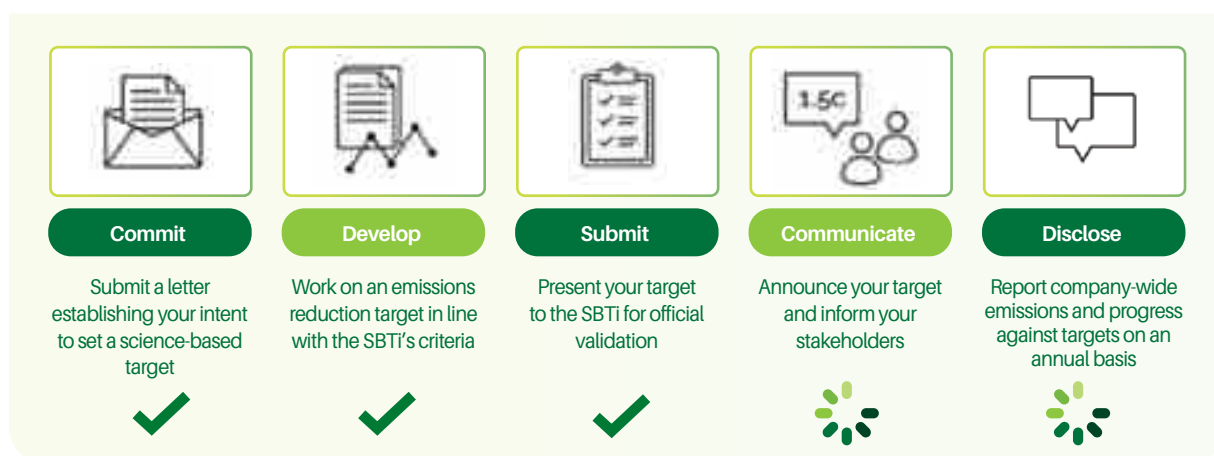 1.5C
Commit
Develop
Submit
Communicate
Disclose
Submit a letter
establishing your intent
to set a science-based
target
Work on an emissions
reduction target in line
with the SBTi's criteria
Present your target
to the SBTi for official
validation
Announce your target
and inform your
stakeholders
Report company-wide
emissions and progress
against targets on an
annual basis